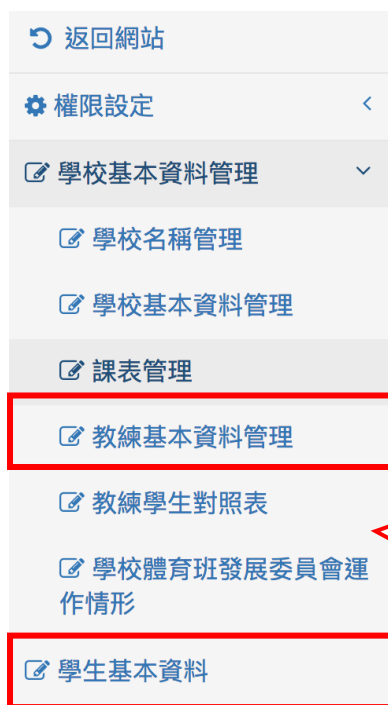 返回網站
權限設定
學校基本資料管理
學校名稱管理
學校基本資料管理
課表管理
教練基本資料管理
教練學生對照表
學校體育班發展委員會運
作情形
學生基本資料